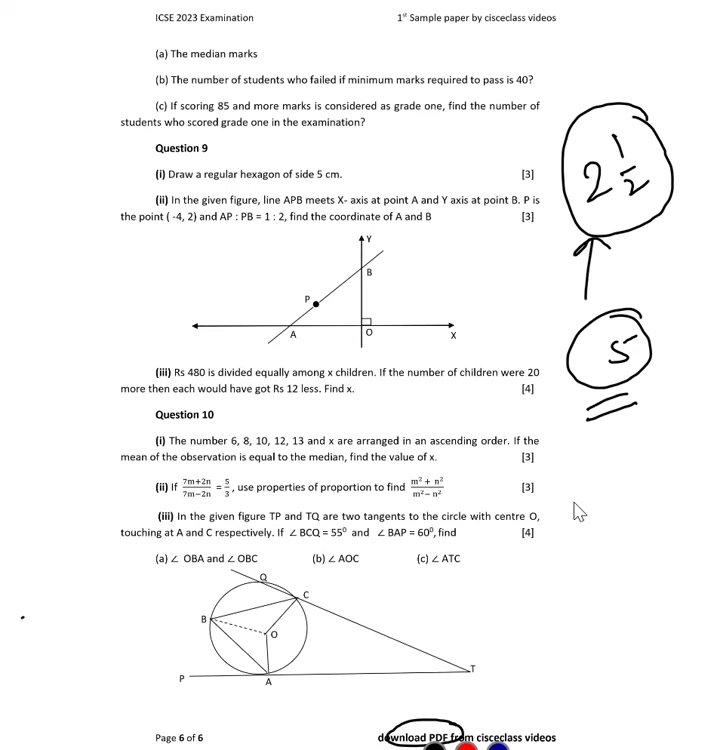 ICSE 2023 Examination 1st Sample paper by cisceclass videos
(a) The median marks
(b) The number of students who failed if minimum marks required to pass is 40?
(c) If scoring 85 and more marks is considered as grade one, find the number of
students who scored grade one in the examination?
Question 9
(i) Draw a regular hexagon of side 5 cm. [3]
(ii) In the given figure, line APB meets X- axis at point A and Y axis at point B. P is
the point ( -4, 2) and AP : PB = 1 : 2, find the coordinate of A and B [3]
2 1/2
Y
B
P
A
O
X
5
(iii) Rs 480 is divided equally among x children. If the number of children were 20
more then each would have got Rs 12 less. Find x. [4]
Question 10
(i) The number 6, 8, 10, 12, 13 and x are arranged in an ascending order. If the
mean of the observation is equal to the median, find the value of x. [3]
(ii) If (7m+2n)/(7m−2n) = 5/3 , use properties of proportion to find (m² + n²)/(m² − n²) [3]
(iii) In the given figure TP and TQ are two tangents to the circle with centre O,
touching at A and C respectively. If ∠ BCQ = 55⁰ and ∠ BAP = 60⁰, find [4]
(a) ∠ OBA and ∠ OBC (b) ∠ AOC (c) ∠ ATC
Q
C
B
O
T
P
A
Page 6 of 6 download PDF from cisceclass videos